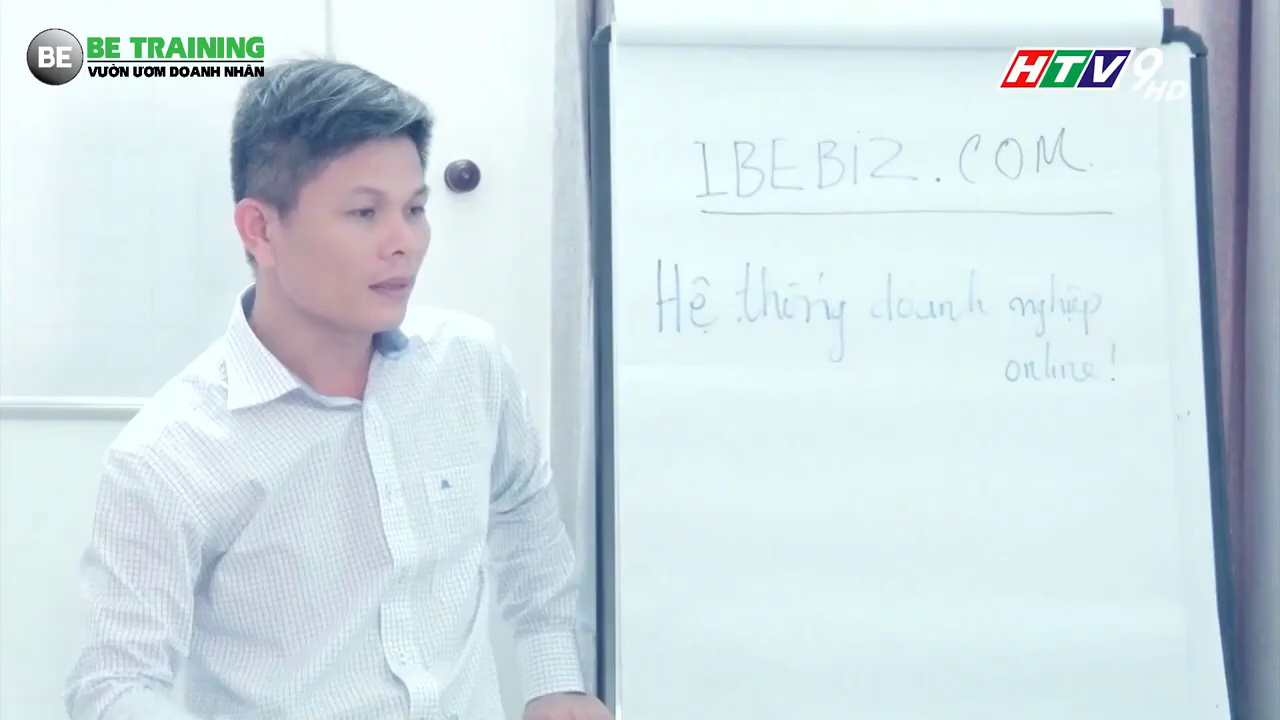 BE
BE TRAINING
VƯỜN ƯƠM DOANH NHÂN
HTV9
HD
IBEBIZ.COM
Hệ thống doanh nghiệp
online!